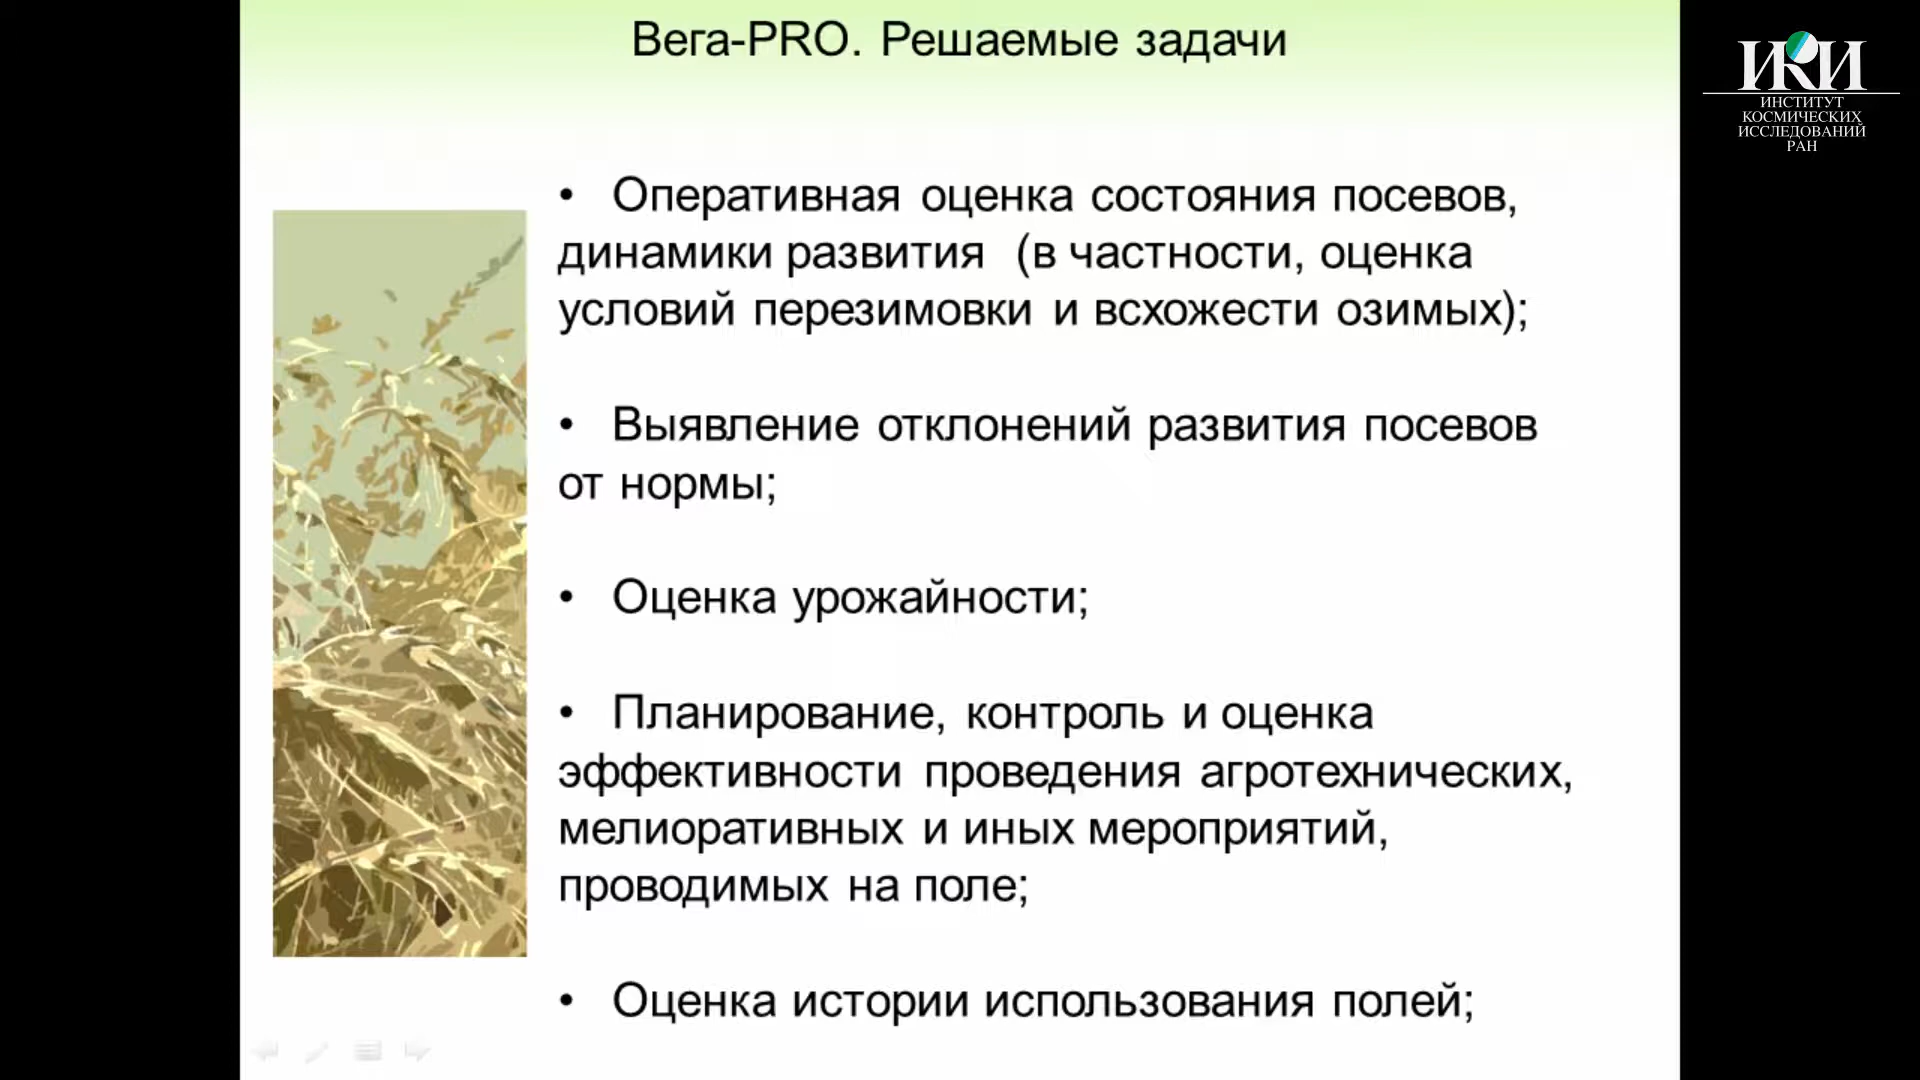 Вега-PRO. Решаемые задачи
ИКИ
ИНСТИТУТ
КОСМИЧЕСКИХ
ИССЛЕДОВАНИЙ
РАН
• Оперативная оценка состояния посевов,
динамики развития (в частности, оценка
условий перезимовки и всхожести озимых);
• Выявление отклонений развития посевов
от нормы;
• Оценка урожайности;
• Планирование, контроль и оценка
эффективности проведения агротехнических,
мелиоративных и иных мероприятий,
проводимых на поле;
• Оценка истории использования полей;